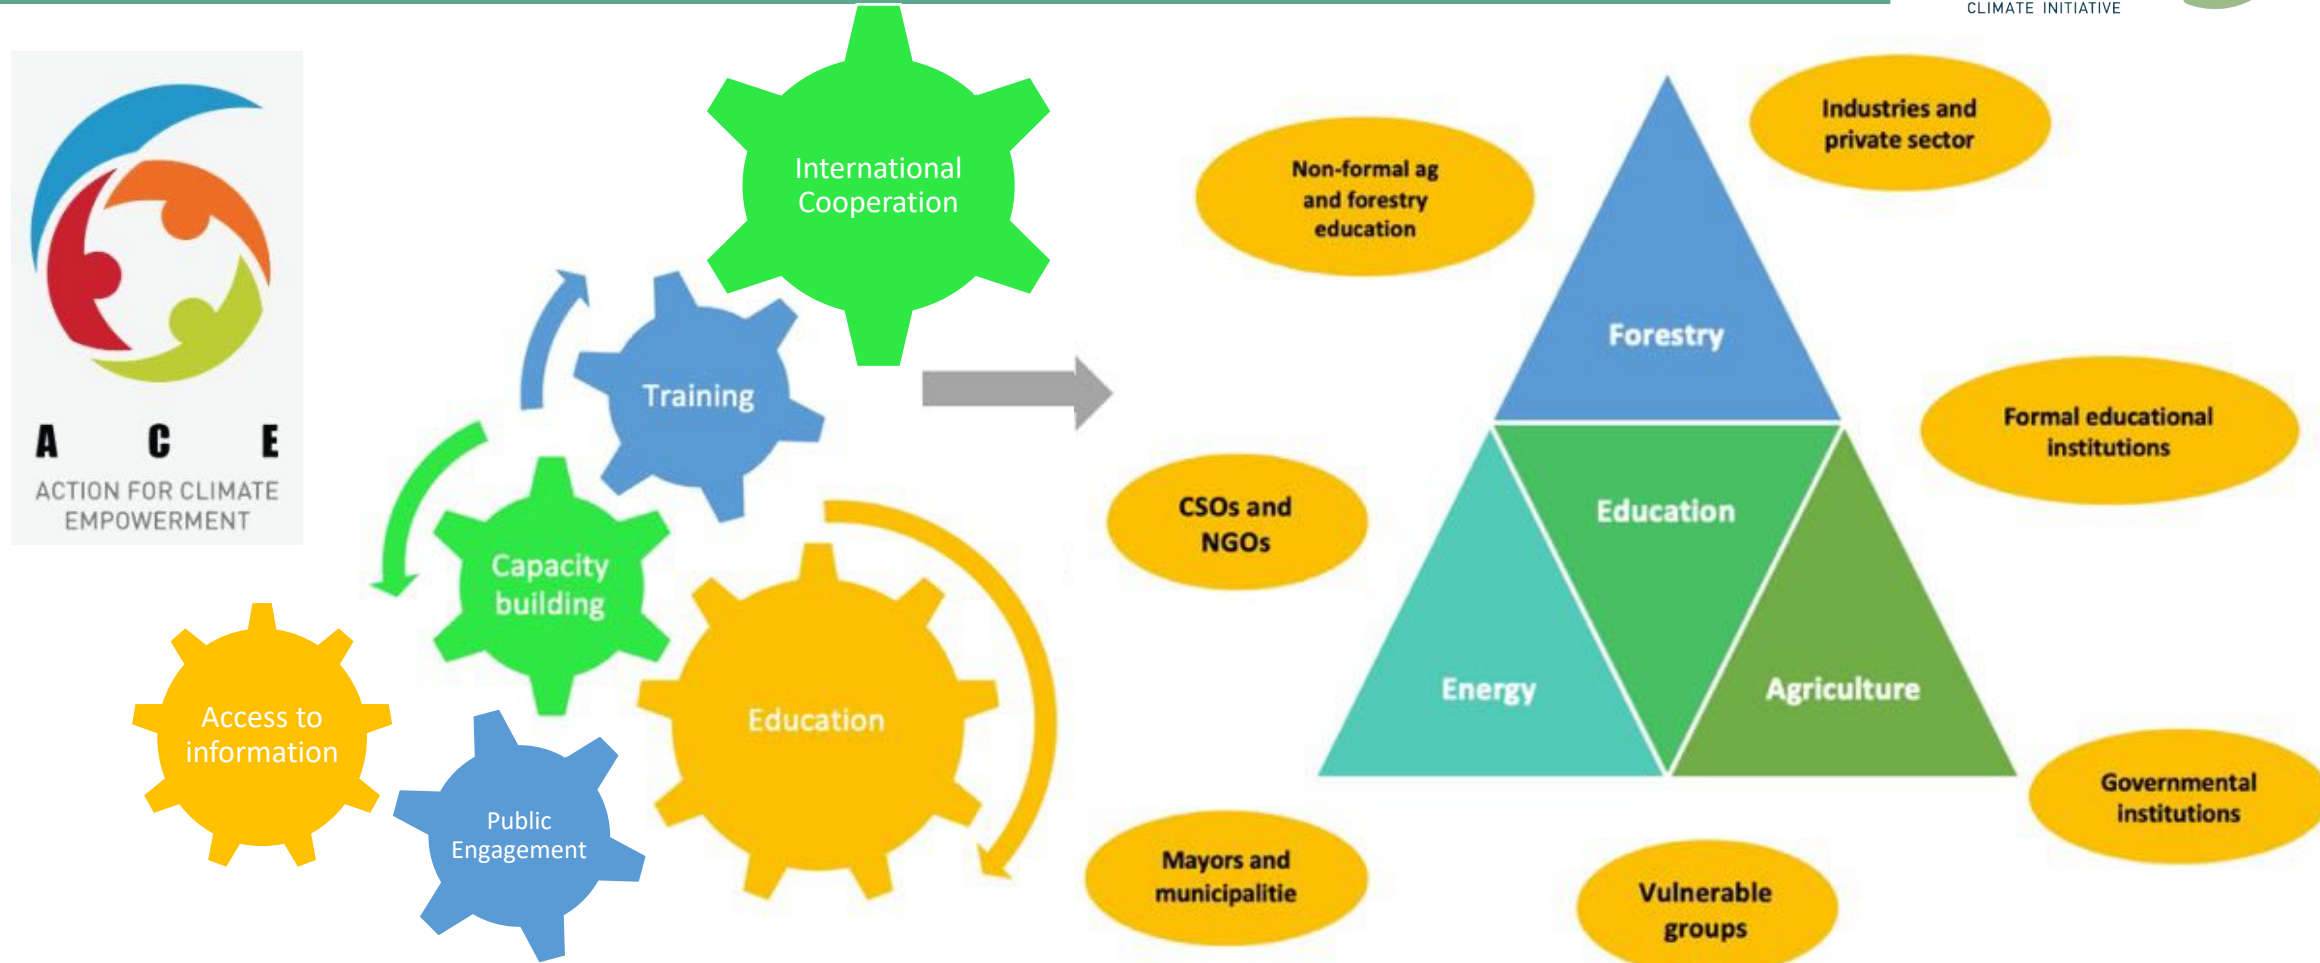 CLIMATE INITIATIVE
A C E
ACTION FOR CLIMATE
EMPOWERMENT
International
Cooperation
Training
Capacity
building
Education
Access to
information
Public
Engagement
Industries and
private sector
Non-formal ag
and forestry
education
Forestry
Formal educational
institutions
CSOs and
NGOs
Education
Energy
Agriculture
Governmental
institutions
Mayors and
municipalitie
Vulnerable
groups